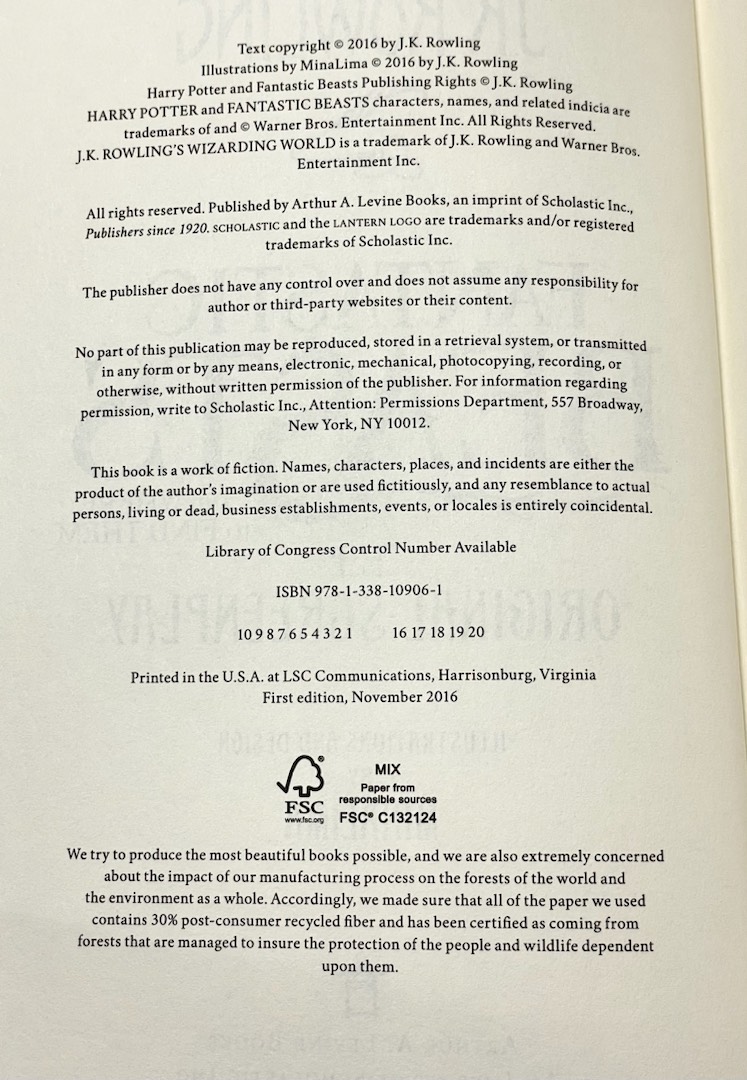 Text copyright © 2016 by J.K. Rowling
Illustrations by MinaLima © 2016 by J.K. Rowling
Harry Potter and Fantastic Beasts Publishing Rights © J.K. Rowling
HARRY POTTER and FANTASTIC BEASTS characters, names, and related indicia are
trademarks of and © Warner Bros. Entertainment Inc. All Rights Reserved.
J.K. ROWLING'S WIZARDING WORLD is a trademark of J.K. Rowling and Warner Bros.
Entertainment Inc.
All rights reserved. Published by Arthur A. Levine Books, an imprint of Scholastic Inc.,
Publishers since 1920. SCHOLASTIC and the LANTERN LOGO are trademarks and/or registered
trademarks of Scholastic Inc.
The publisher does not have any control over and does not assume any responsibility for
author or third-party websites or their content.
No part of this publication may be reproduced, stored in a retrieval system, or transmitted
in any form or by any means, electronic, mechanical, photocopying, recording, or
otherwise, without written permission of the publisher. For information regarding
permission, write to Scholastic Inc., Attention: Permissions Department, 557 Broadway,
New York, NY 10012.
This book is a work of fiction. Names, characters, places, and incidents are either the
product of the author's imagination or are used fictitiously, and any resemblance to actual
persons, living or dead, business establishments, events, or locales is entirely coincidental.
Library of Congress Control Number Available
ISBN 978-1-338-10906-1
10 9 8 7 6 5 4 3 2 1 16 17 18 19 20
Printed in the U.S.A. at LSC Communications, Harrisonburg, Virginia
First edition, November 2016
FSC®
www.fsc.org
MIX
Paper from
responsible sources
FSC® C132124
We try to produce the most beautiful books possible, and we are also extremely concerned
about the impact of our manufacturing process on the forests of the world and
the environment as a whole. Accordingly, we made sure that all of the paper we used
contains 30% post-consumer recycled fiber and has been certified as coming from
forests that are managed to insure the protection of the people and wildlife dependent
upon them.